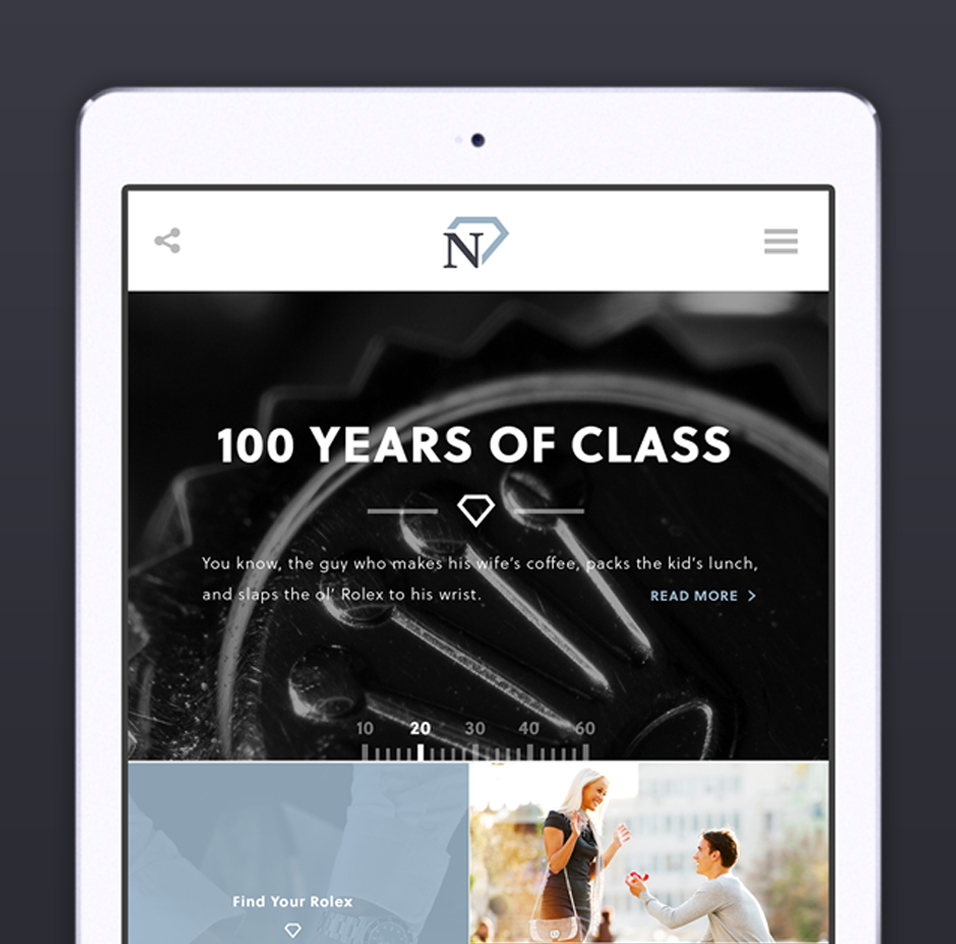 N
100 YEARS OF CLASS
You know, the guy who makes his wife's coffee, packs the kid's lunch,
and slaps the ol' Rolex to his wrist.
READ MORE >
10 20 30 40 60
Find Your Rolex